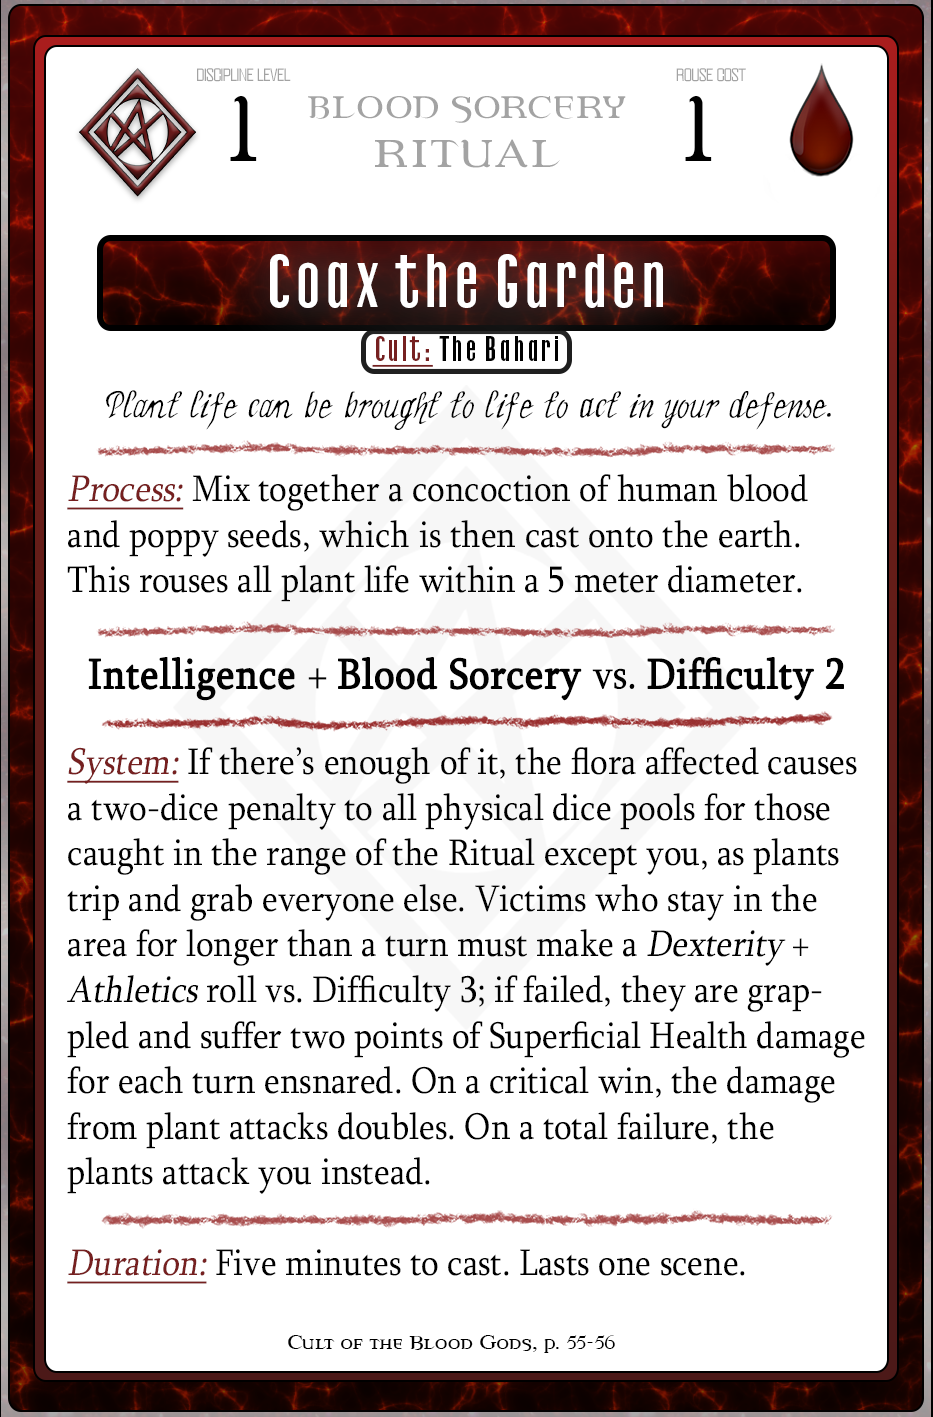 DISCIPLINE LEVEL
1
BLOOD SORCERY
RITUAL
ROUSE COST
1
Coax the Garden
Cult: The Bahari
Plant life can be brought to life to act in your defense.
Process: Mix together a concoction of human blood
and poppy seeds, which is then cast onto the earth.
This rouses all plant life within a 5 meter diameter.
Intelligence + Blood Sorcery vs. Difficulty 2
System: If there’s enough of it, the flora affected causes
a two-dice penalty to all physical dice pools for those
caught in the range of the Ritual except you, as plants
trip and grab everyone else. Victims who stay in the
area for longer than a turn must make a Dexterity +
Athletics roll vs. Difficulty 3; if failed, they are grap-
pled and suffer two points of Superficial Health damage
for each turn ensnared. On a critical win, the damage
from plant attacks doubles. On a total failure, the
plants attack you instead.
Duration: Five minutes to cast. Lasts one scene.
Cult of the Blood Gods, p. 55-56